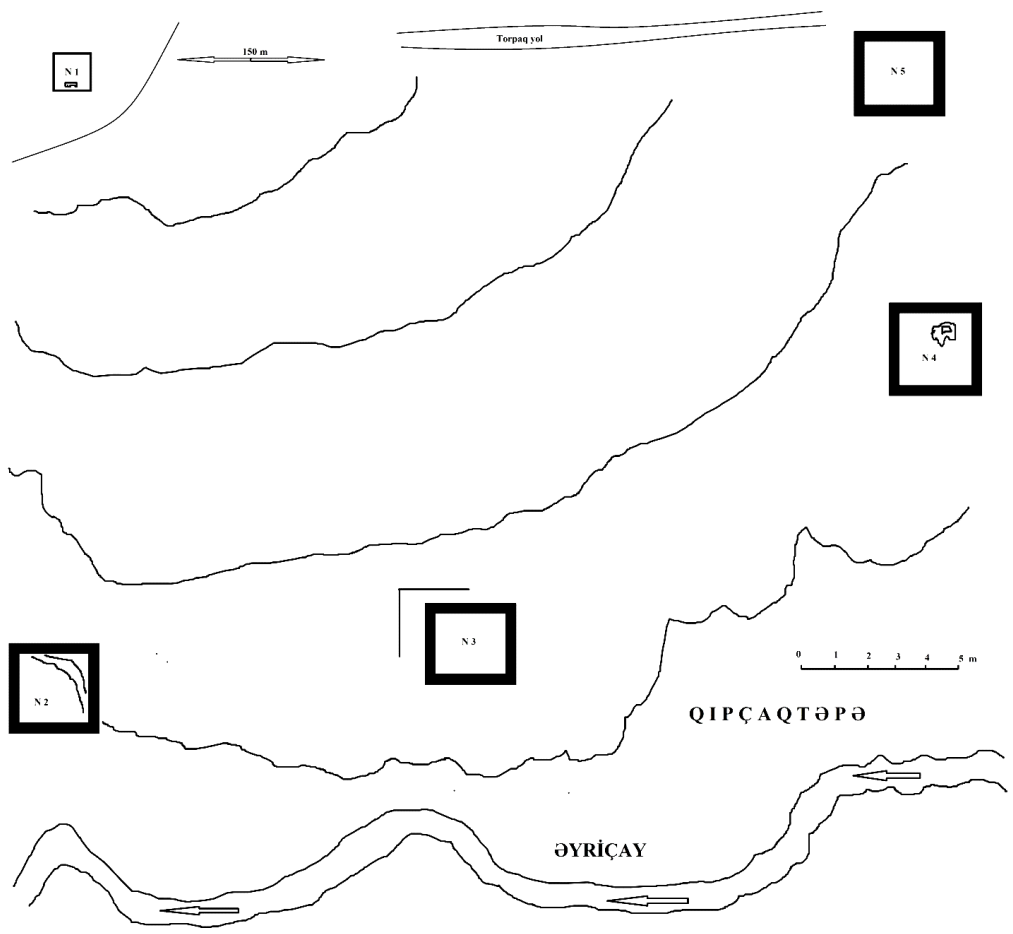 Torpaq yol
150 m
N 1
N 5
N 4
N 3
N 2
0 1 2 3 4 5 m
QIPÇAQTƏPƏ
ƏYRİÇAY